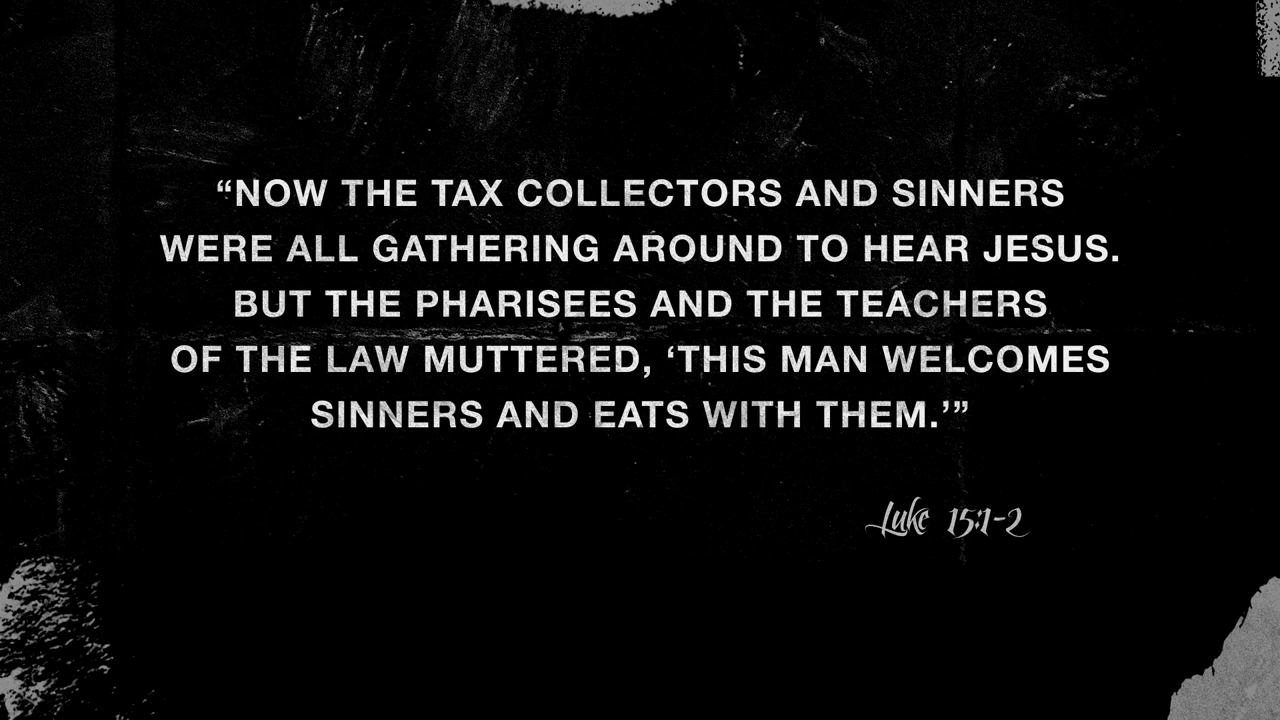 “NOW THE TAX COLLECTORS AND SINNERS
WERE ALL GATHERING AROUND TO HEAR JESUS.
BUT THE PHARISEES AND THE TEACHERS
OF THE LAW MUTTERED, ‘THIS MAN WELCOMES
SINNERS AND EATS WITH THEM.’”
Luke 15:1-2